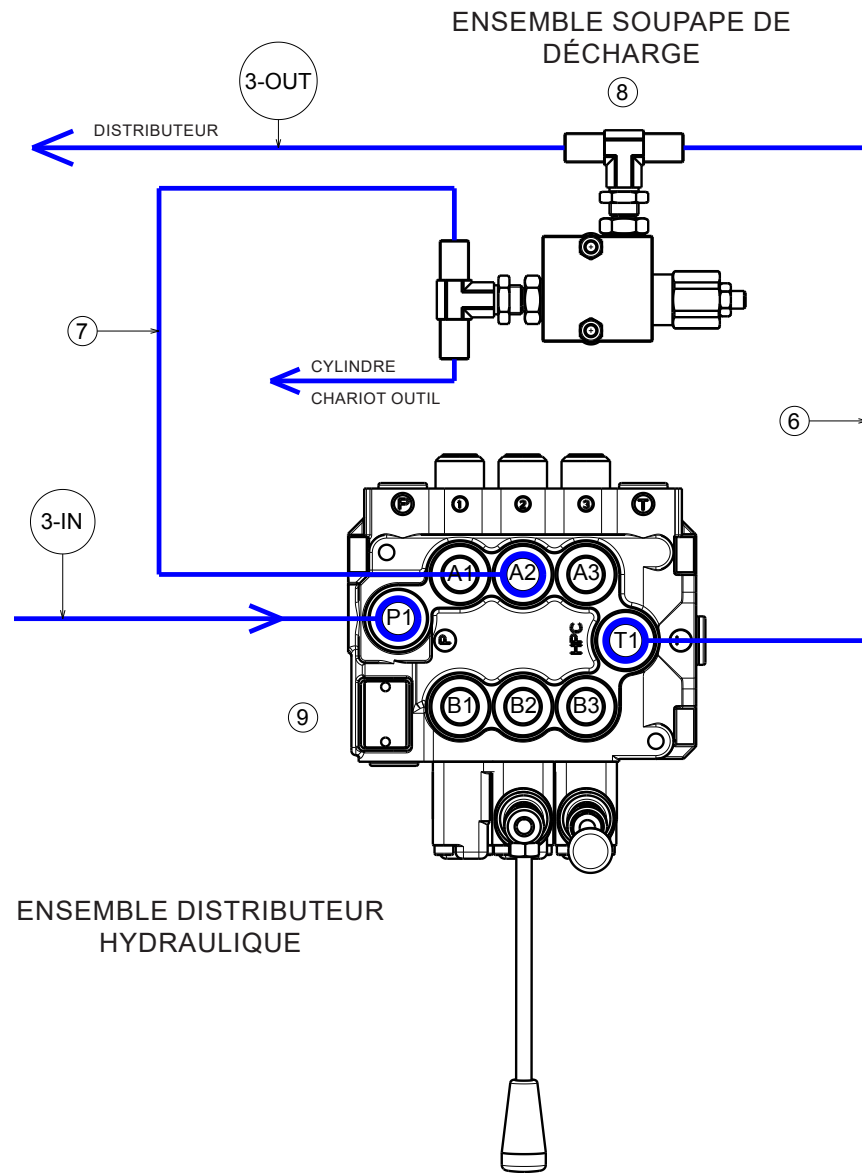 ENSEMBLE SOUPAPE DE
DÉCHARGE
8
3-OUT
DISTRIBUTEUR
7
CYLINDRE
CHARIOT OUTIL
6
3-IN
P
1
2
3
T
A1
A2
A3
P1
P
HPC
T1
B1
B2
B3
9
ENSEMBLE DISTRIBUTEUR
HYDRAULIQUE